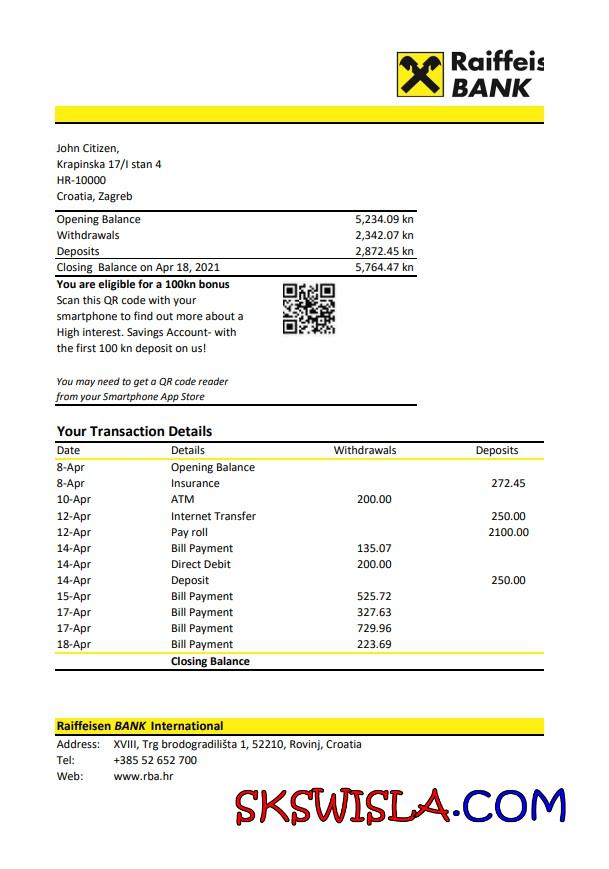 Raiffeis
BANK
John Citizen,
Krapinska 17/I stan 4
HR-10000
Croatia, Zagreb
Opening Balance 5,234.09 kn
Withdrawals 2,342.07 kn
Deposits 2,872.45 kn
Closing  Balance on Apr 18, 2021 5,764.47 kn
You are eligible for a 100kn bonus
Scan this QR code with your
smartphone to find out more about a
High interest. Savings Account- with
the first 100 kn deposit on us!
You may need to get a QR code reader
from your Smartphone App Store
Your Transaction Details
Date Details Withdrawals Deposits
8-Apr Opening Balance
8-Apr Insurance 272.45
10-Apr ATM 200.00
12-Apr Internet Transfer 250.00
12-Apr Pay roll 2100.00
14-Apr Bill Payment 135.07
14-Apr Direct Debit 200.00
14-Apr Deposit 250.00
15-Apr Bill Payment 525.72
17-Apr Bill Payment 327.63
17-Apr Bill Payment 729.96
18-Apr Bill Payment 223.69
Closing Balance
Raiffeisen BANK International
Address: XVIII, Trg brodogradilišta 1, 52210, Rovinj, Croatia
Tel: +385 52 652 700
Web: www.rba.hr
SKSWISLA.COM